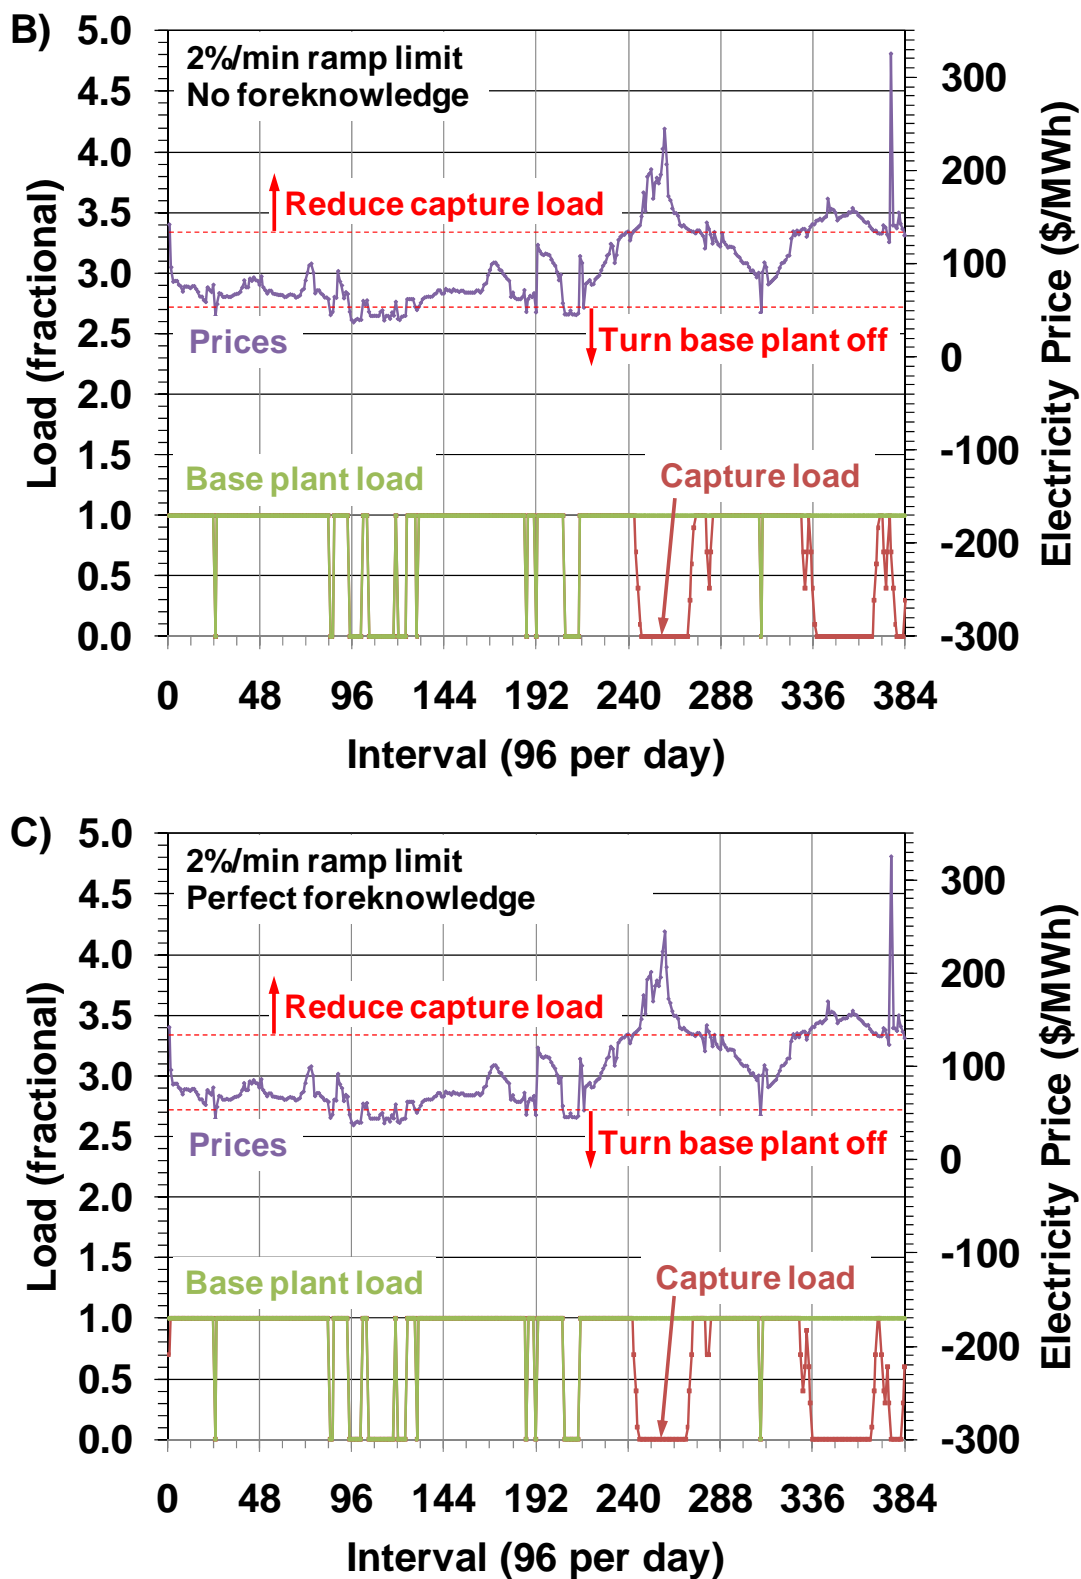 B)
5.0
4.5
4.0
3.5
3.0
2.5
2.0
1.5
1.0
0.5
0.0
Load (fractional)
2%/min ramp limit
No foreknowledge
Reduce capture load
Prices
Turn base plant off
Base plant load
Capture load
300
200
100
0
-100
-200
-300
Electricity Price ($/MWh)
0 48 96 144 192 240 288 336 384
Interval (96 per day)
C)
5.0
4.5
4.0
3.5
3.0
2.5
2.0
1.5
1.0
0.5
0.0
Load (fractional)
2%/min ramp limit
Perfect foreknowledge
Reduce capture load
Prices
Turn base plant off
Base plant load
Capture load
300
200
100
0
-100
-200
-300
Electricity Price ($/MWh)
0 48 96 144 192 240 288 336 384
Interval (96 per day)